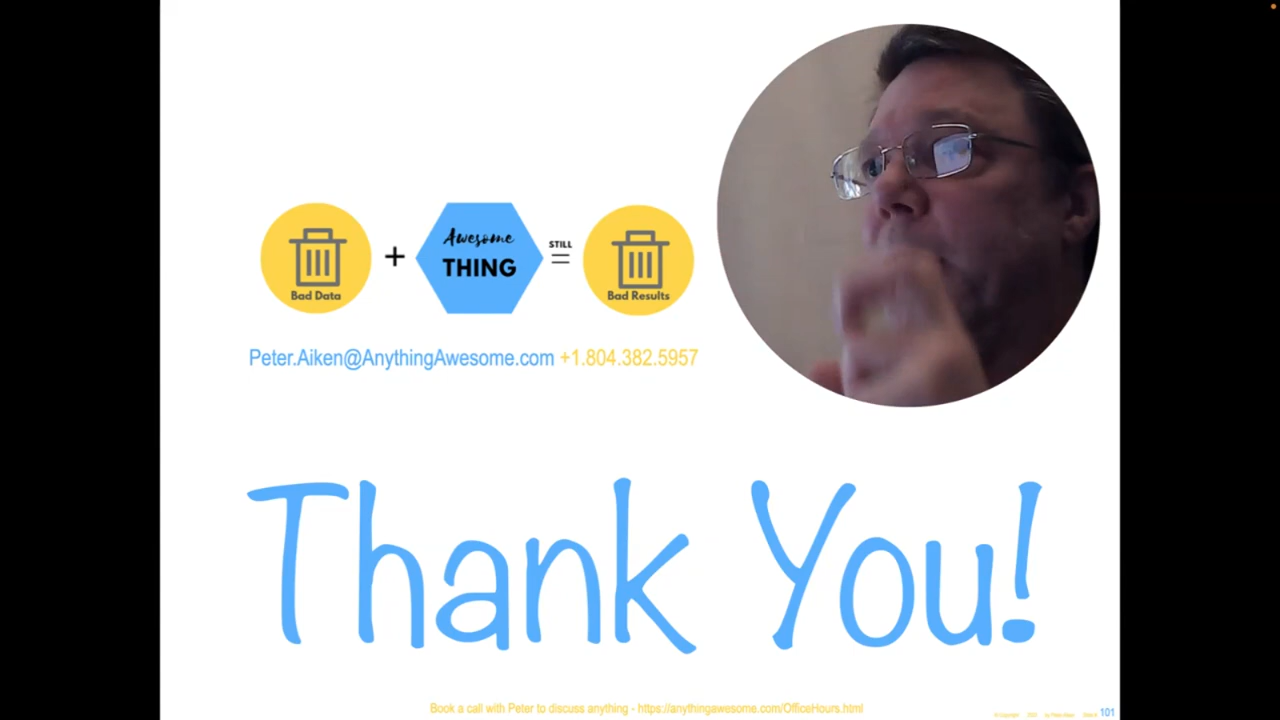 Awesome
THING
STILL
Bad Data
+
=
Bad Results
Peter.Aiken@AnythingAwesome.com +1.804.382.5957
Thank You!
Book a call with Peter to discuss anything - https://anythingawesome.com/OfficeHours.html
101